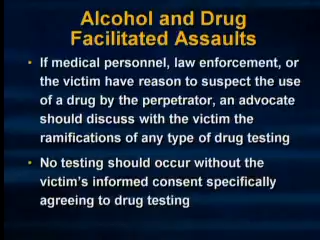 Alcohol and Drug
Facilitated Assaults
• If medical personnel, law enforcement, or
the victim have reason to suspect the use
of a drug by the perpetrator, an advocate
should discuss with the victim the
ramifications of any type of drug testing
• No testing should occur without the
victim's informed consent specifically
agreeing to drug testing